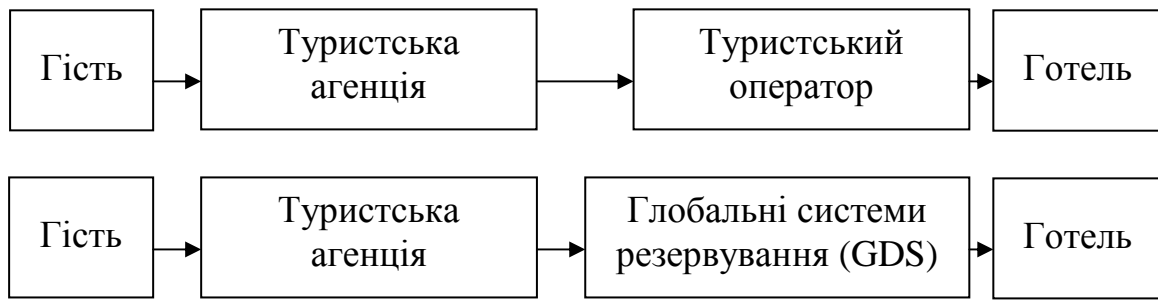 Гість
Туристська
агенція
Туристський
оператор
Готель
Гість
Туристська
агенція
Глобальні системи
резервування (GDS)
Готель